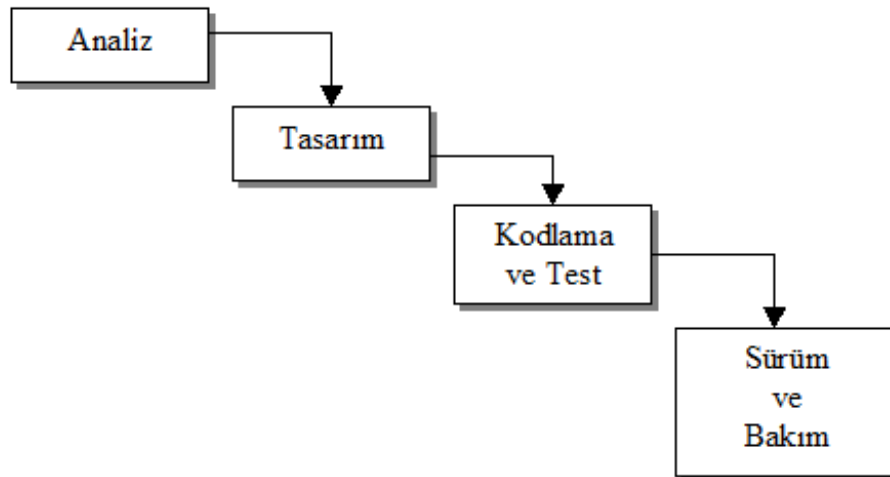 Analiz
Tasarım
Kodlama
ve Test
Sürüm
ve
Bakım